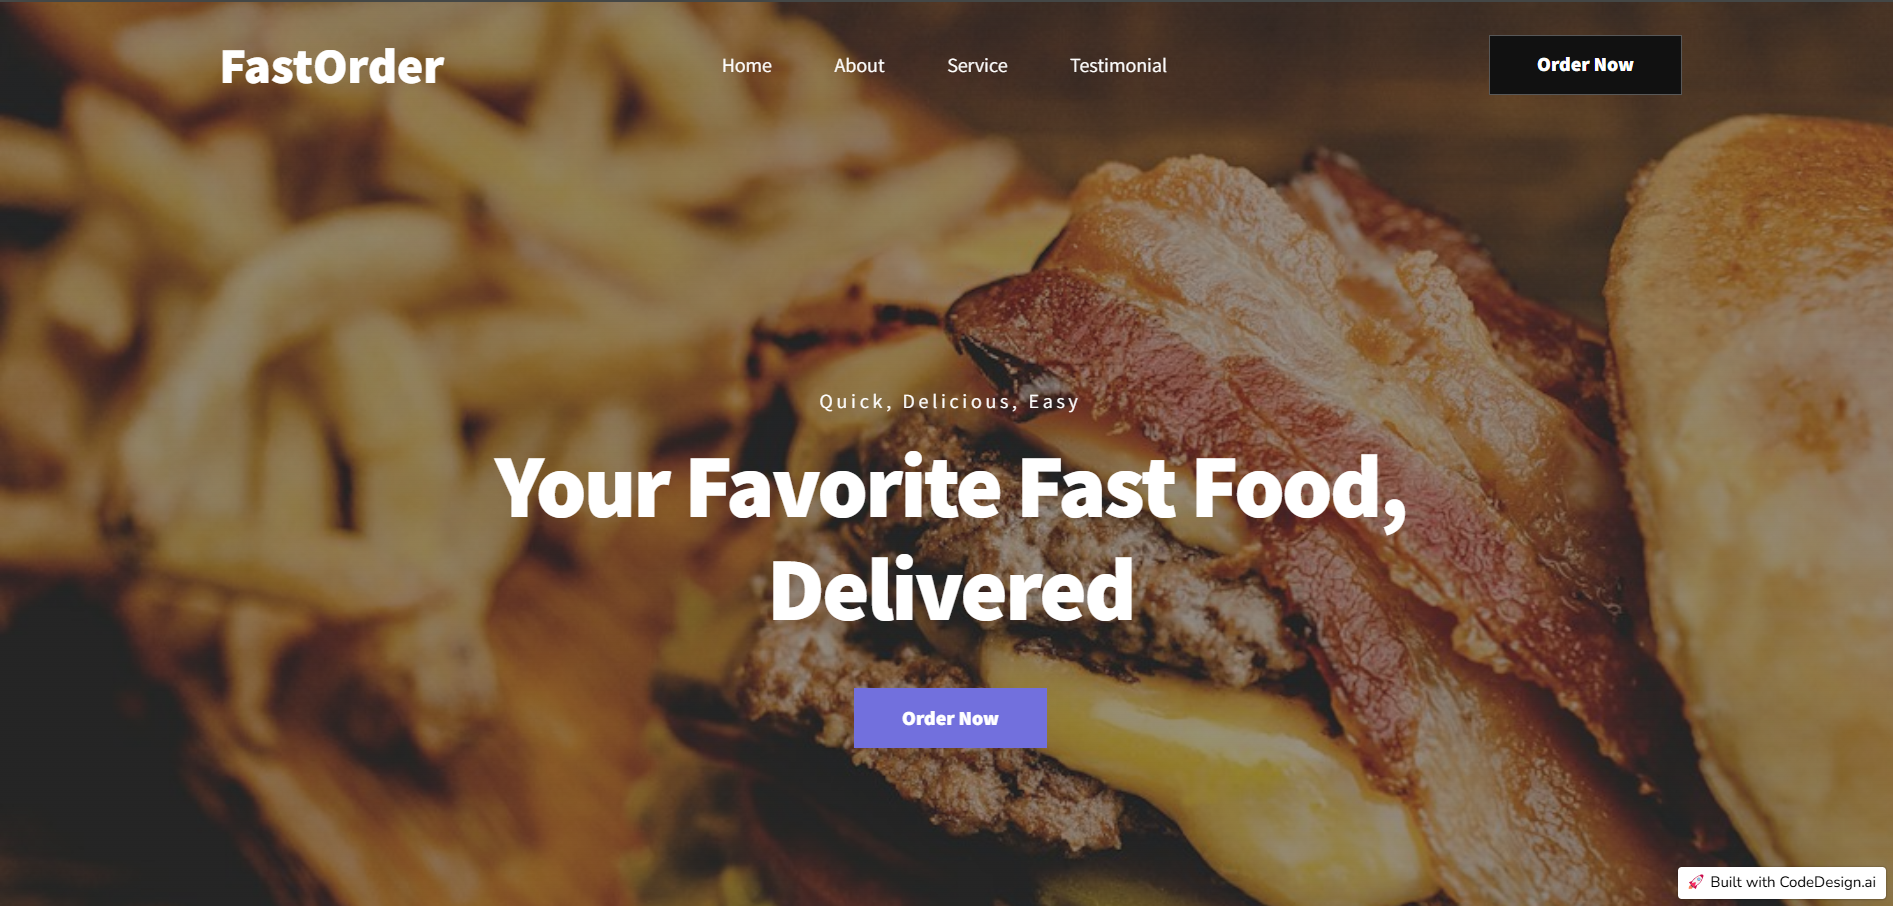 FastOrder
Home
About
Service
Testimonial
Order Now
Quick, Delicious, Easy
Your Favorite Fast Food,
Delivered
Order Now
🚀 Built with CodeDesign.ai